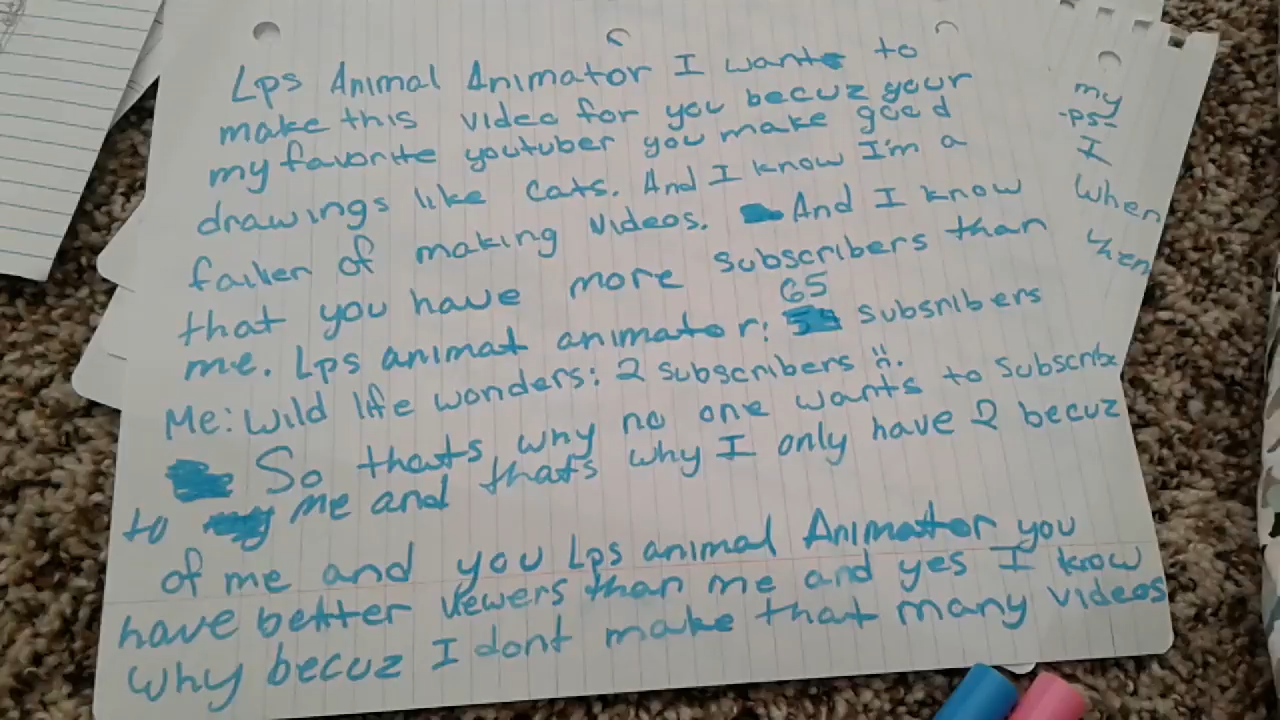 Lps Animal Animator I want to
make this video for you becuz your
my favorite youtuber you make good
drawings like cats. And I know I'm a
failer of making videos. And I know
that you have more subscribers than
me. Lps animat animator: 65 subsribers
Me: Wild life wonders: 2 subscribers :(.
So thats why no one wants to subscribe
to me and thats why I only have 2 becuz
of me and you Lps animal Animator you
have better vewers than me and yes I know
why becuz I dont make that many videos
my
-ps-
I
when